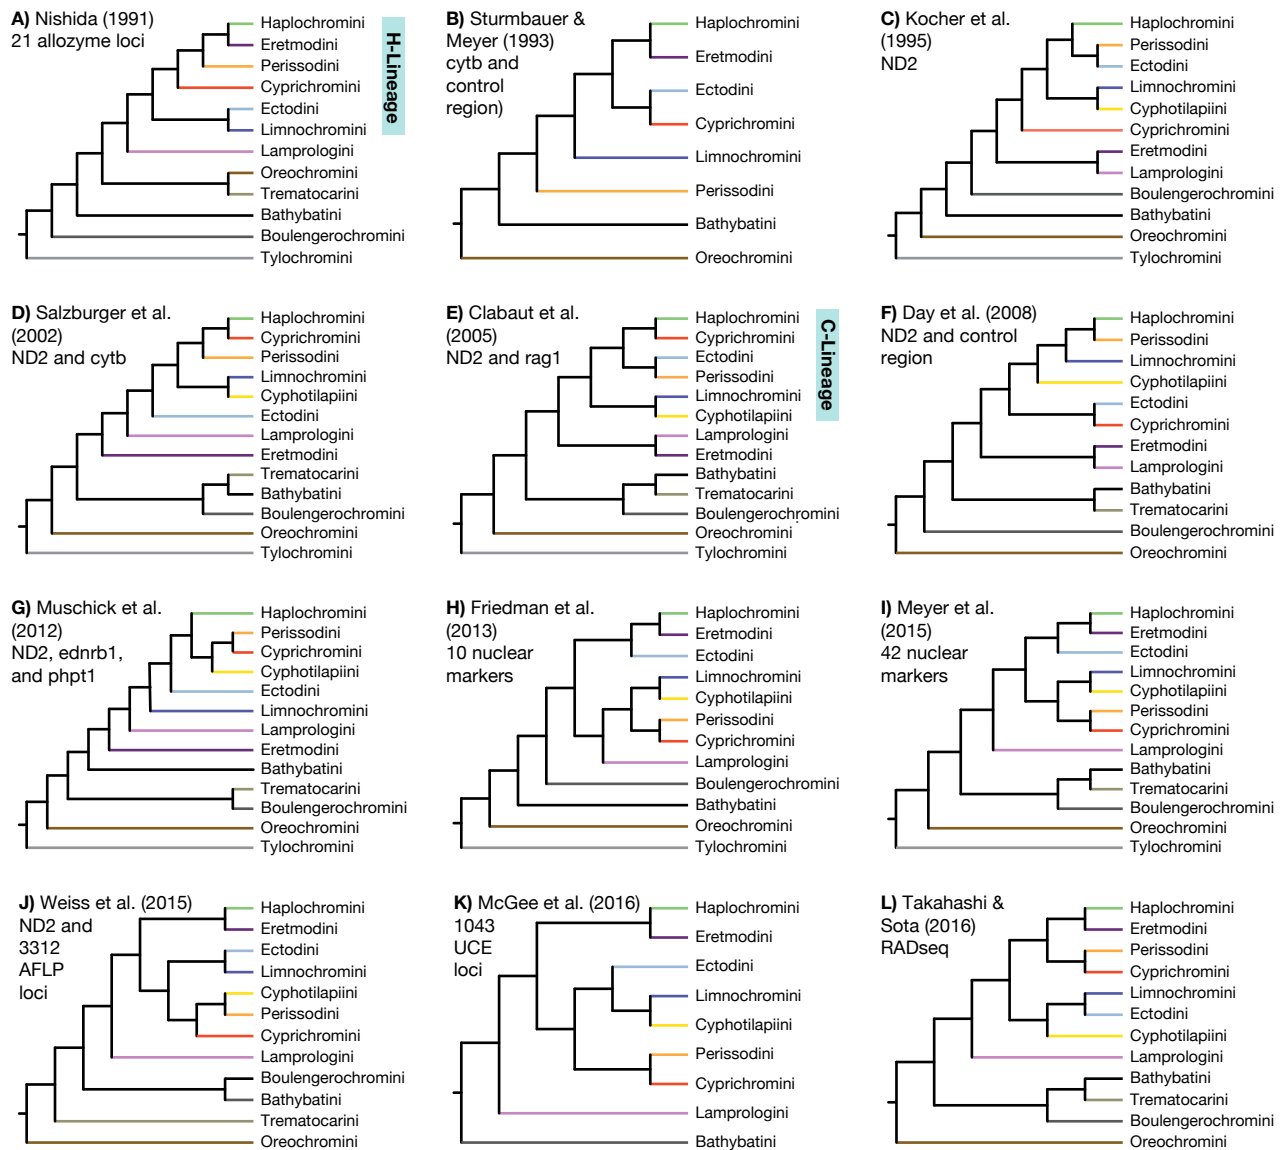 A) Nishida (1991)
21 allozyme loci
Haplochromini
Eretmodini
Perissodini
Cyprichromini
Ectodini
Limnochromini
Lamprologini
Oreochromini
Trematocarini
Bathybatini
Boulengerochromini
Tylochromini
H-Lineage
B) Sturmbauer &
Meyer (1993)
cytb and
control
region)
Haplochromini
Eretmodini
Ectodini
Cyprichromini
Limnochromini
Perissodini
Bathybatini
Oreochromini
C) Kocher et al.
(1995)
ND2
Haplochromini
Perissodini
Ectodini
Limnochromini
Cyphotilapiini
Cyprichromini
Eretmodini
Lamprologini
Boulengerochromini
Bathybatini
Oreochromini
Tylochromini
D) Salzburger et al.
(2002)
ND2 and cytb
Haplochromini
Cyprichromini
Perissodini
Limnochromini
Cyphotilapiini
Ectodini
Lamprologini
Eretmodini
Trematocarini
Bathybatini
Boulengerochromini
Oreochromini
Tylochromini
E) Clabaut et al.
(2005)
ND2 and rag1
Haplochromini
Cyprichromini
Ectodini
Perissodini
Limnochromini
Cyphotilapiini
Lamprologini
Eretmodini
Bathybatini
Trematocarini
Boulengerochromini
Oreochromini
Tylochromini
C-Lineage
F) Day et al. (2008)
ND2 and control
region
Haplochromini
Perissodini
Limnochromini
Cyphotilapiini
Ectodini
Cyprichromini
Eretmodini
Lamprologini
Bathybatini
Trematocarini
Boulengerochromini
Oreochromini
G) Muschick et al.
(2012)
ND2, ednrb1,
and phpt1
Haplochromini
Perissodini
Cyprichromini
Cyphotilapiini
Ectodini
Limnochromini
Lamprologini
Eretmodini
Bathybatini
Trematocarini
Boulengerochromini
Oreochromini
Tylochromini
H) Friedman et al.
(2013)
10 nuclear
markers
Haplochromini
Eretmodini
Ectodini
Limnochromini
Cyphotilapiini
Perissodini
Cyprichromini
Lamprologini
Boulengerochromini
Bathybatini
Oreochromini
Tylochromini
I) Meyer et al.
(2015)
42 nuclear
markers
Haplochromini
Eretmodini
Ectodini
Limnochromini
Cyphotilapiini
Perissodini
Cyprichromini
Lamprologini
Bathybatini
Trematocarini
Boulengerochromini
Oreochromini
Tylochromini
J) Weiss et al. (2015)
ND2 and
3312
AFLP
loci
Haplochromini
Eretmodini
Ectodini
Limnochromini
Cyphotilapiini
Perissodini
Cyprichromini
Lamprologini
Boulengerochromini
Bathybatini
Trematocarini
Oreochromini
K) McGee et al. (2016)
1043
UCE
loci
Haplochromini
Eretmodini
Ectodini
Limnochromini
Cyphotilapiini
Perissodini
Cyprichromini
Lamprologini
Bathybatini
L) Takahashi &
Sota (2016)
RADseq
Haplochromini
Eretmodini
Perissodini
Cyprichromini
Limnochromini
Ectodini
Cyphotilapiini
Lamprologini
Bathybatini
Trematocarini
Boulengerochromini
Oreochromini